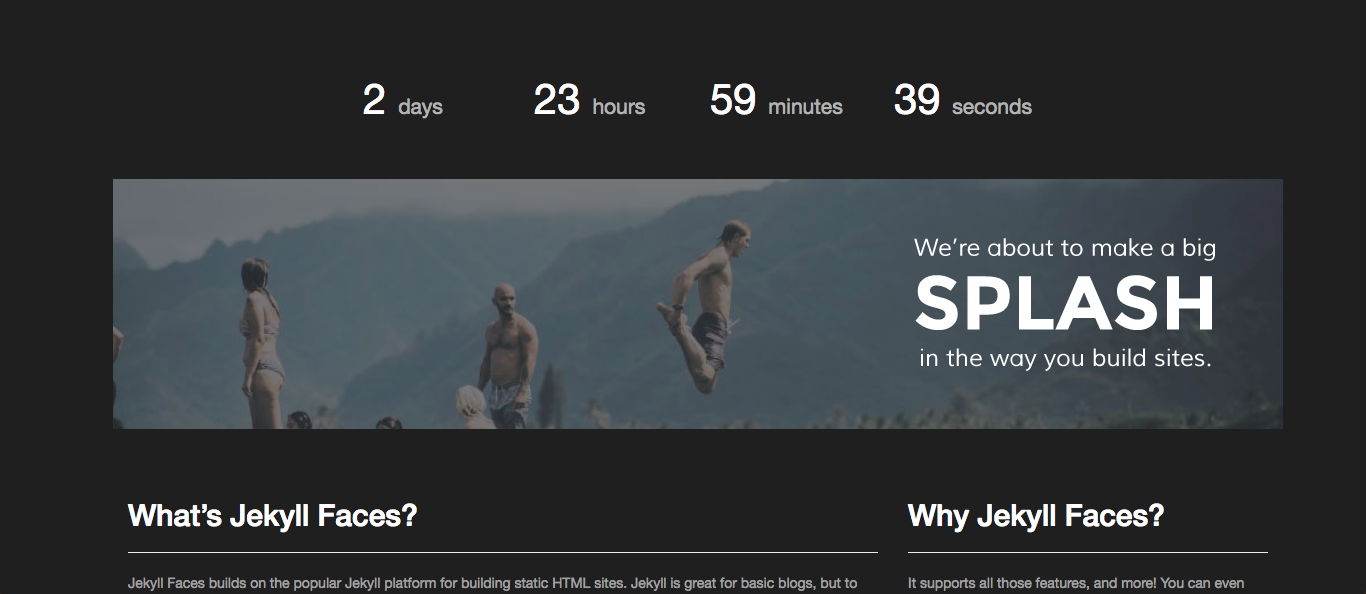 2 days 23 hours 59 minutes 39 seconds
We're about to make a big
SPLASH
in the way you build sites.
What's Jekyll Faces?
Jekyll Faces builds on the popular Jekyll platform for building static HTML sites. Jekyll is great for basic blogs, but to
Why Jekyll Faces?
It supports all those features, and more! You can even